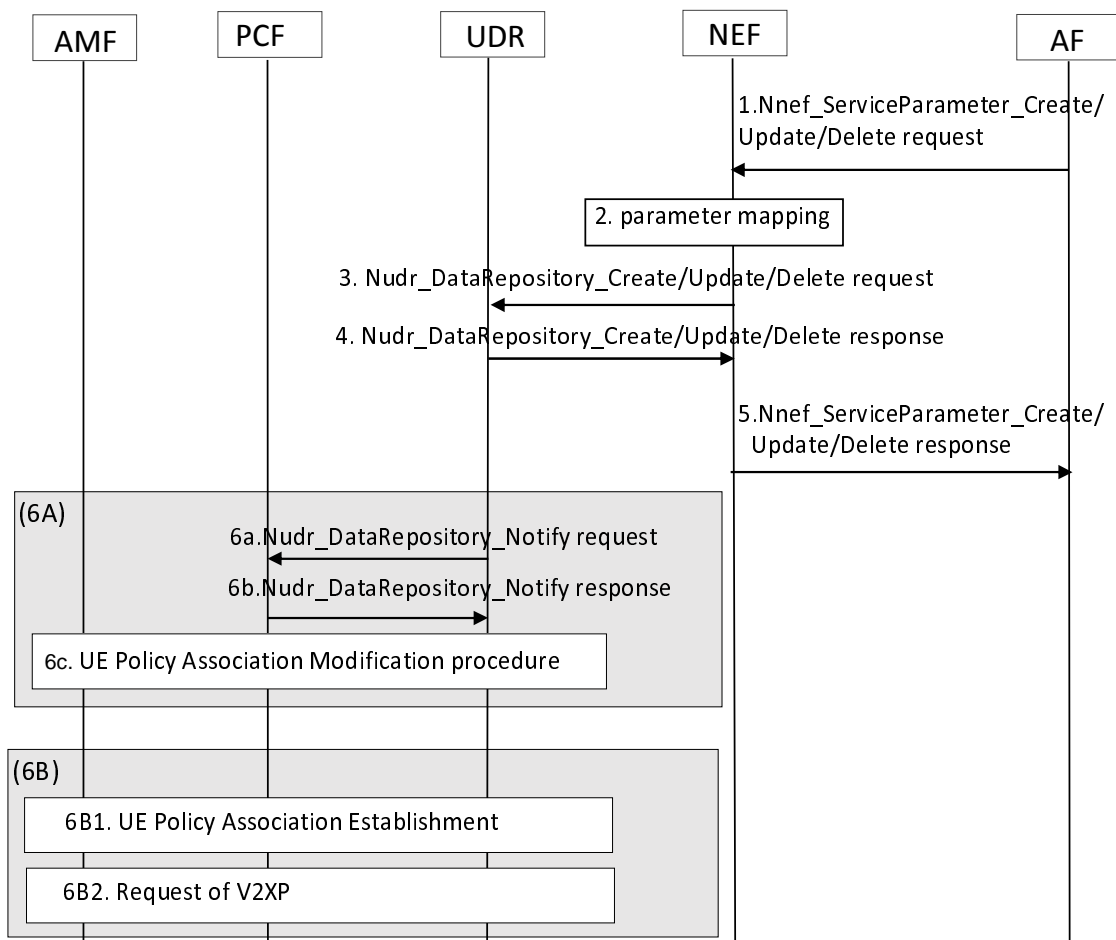 AMF
PCF
UDR
NEF
AF
1.Nnef_ServiceParameter_Create/
Update/Delete request
2. parameter mapping
3. Nudr_DataRepository_Create/Update/Delete request
4. Nudr_DataRepository_Create/Update/Delete response
5.Nnef_ServiceParameter_Create/
Update/Delete response
(6A)
6a.Nudr_DataRepository_Notify request
6b.Nudr_DataRepository_Notify response
6c. UE Policy Association Modification procedure
(6B)
6B1. UE Policy Association Establishment
6B2. Request of V2XP